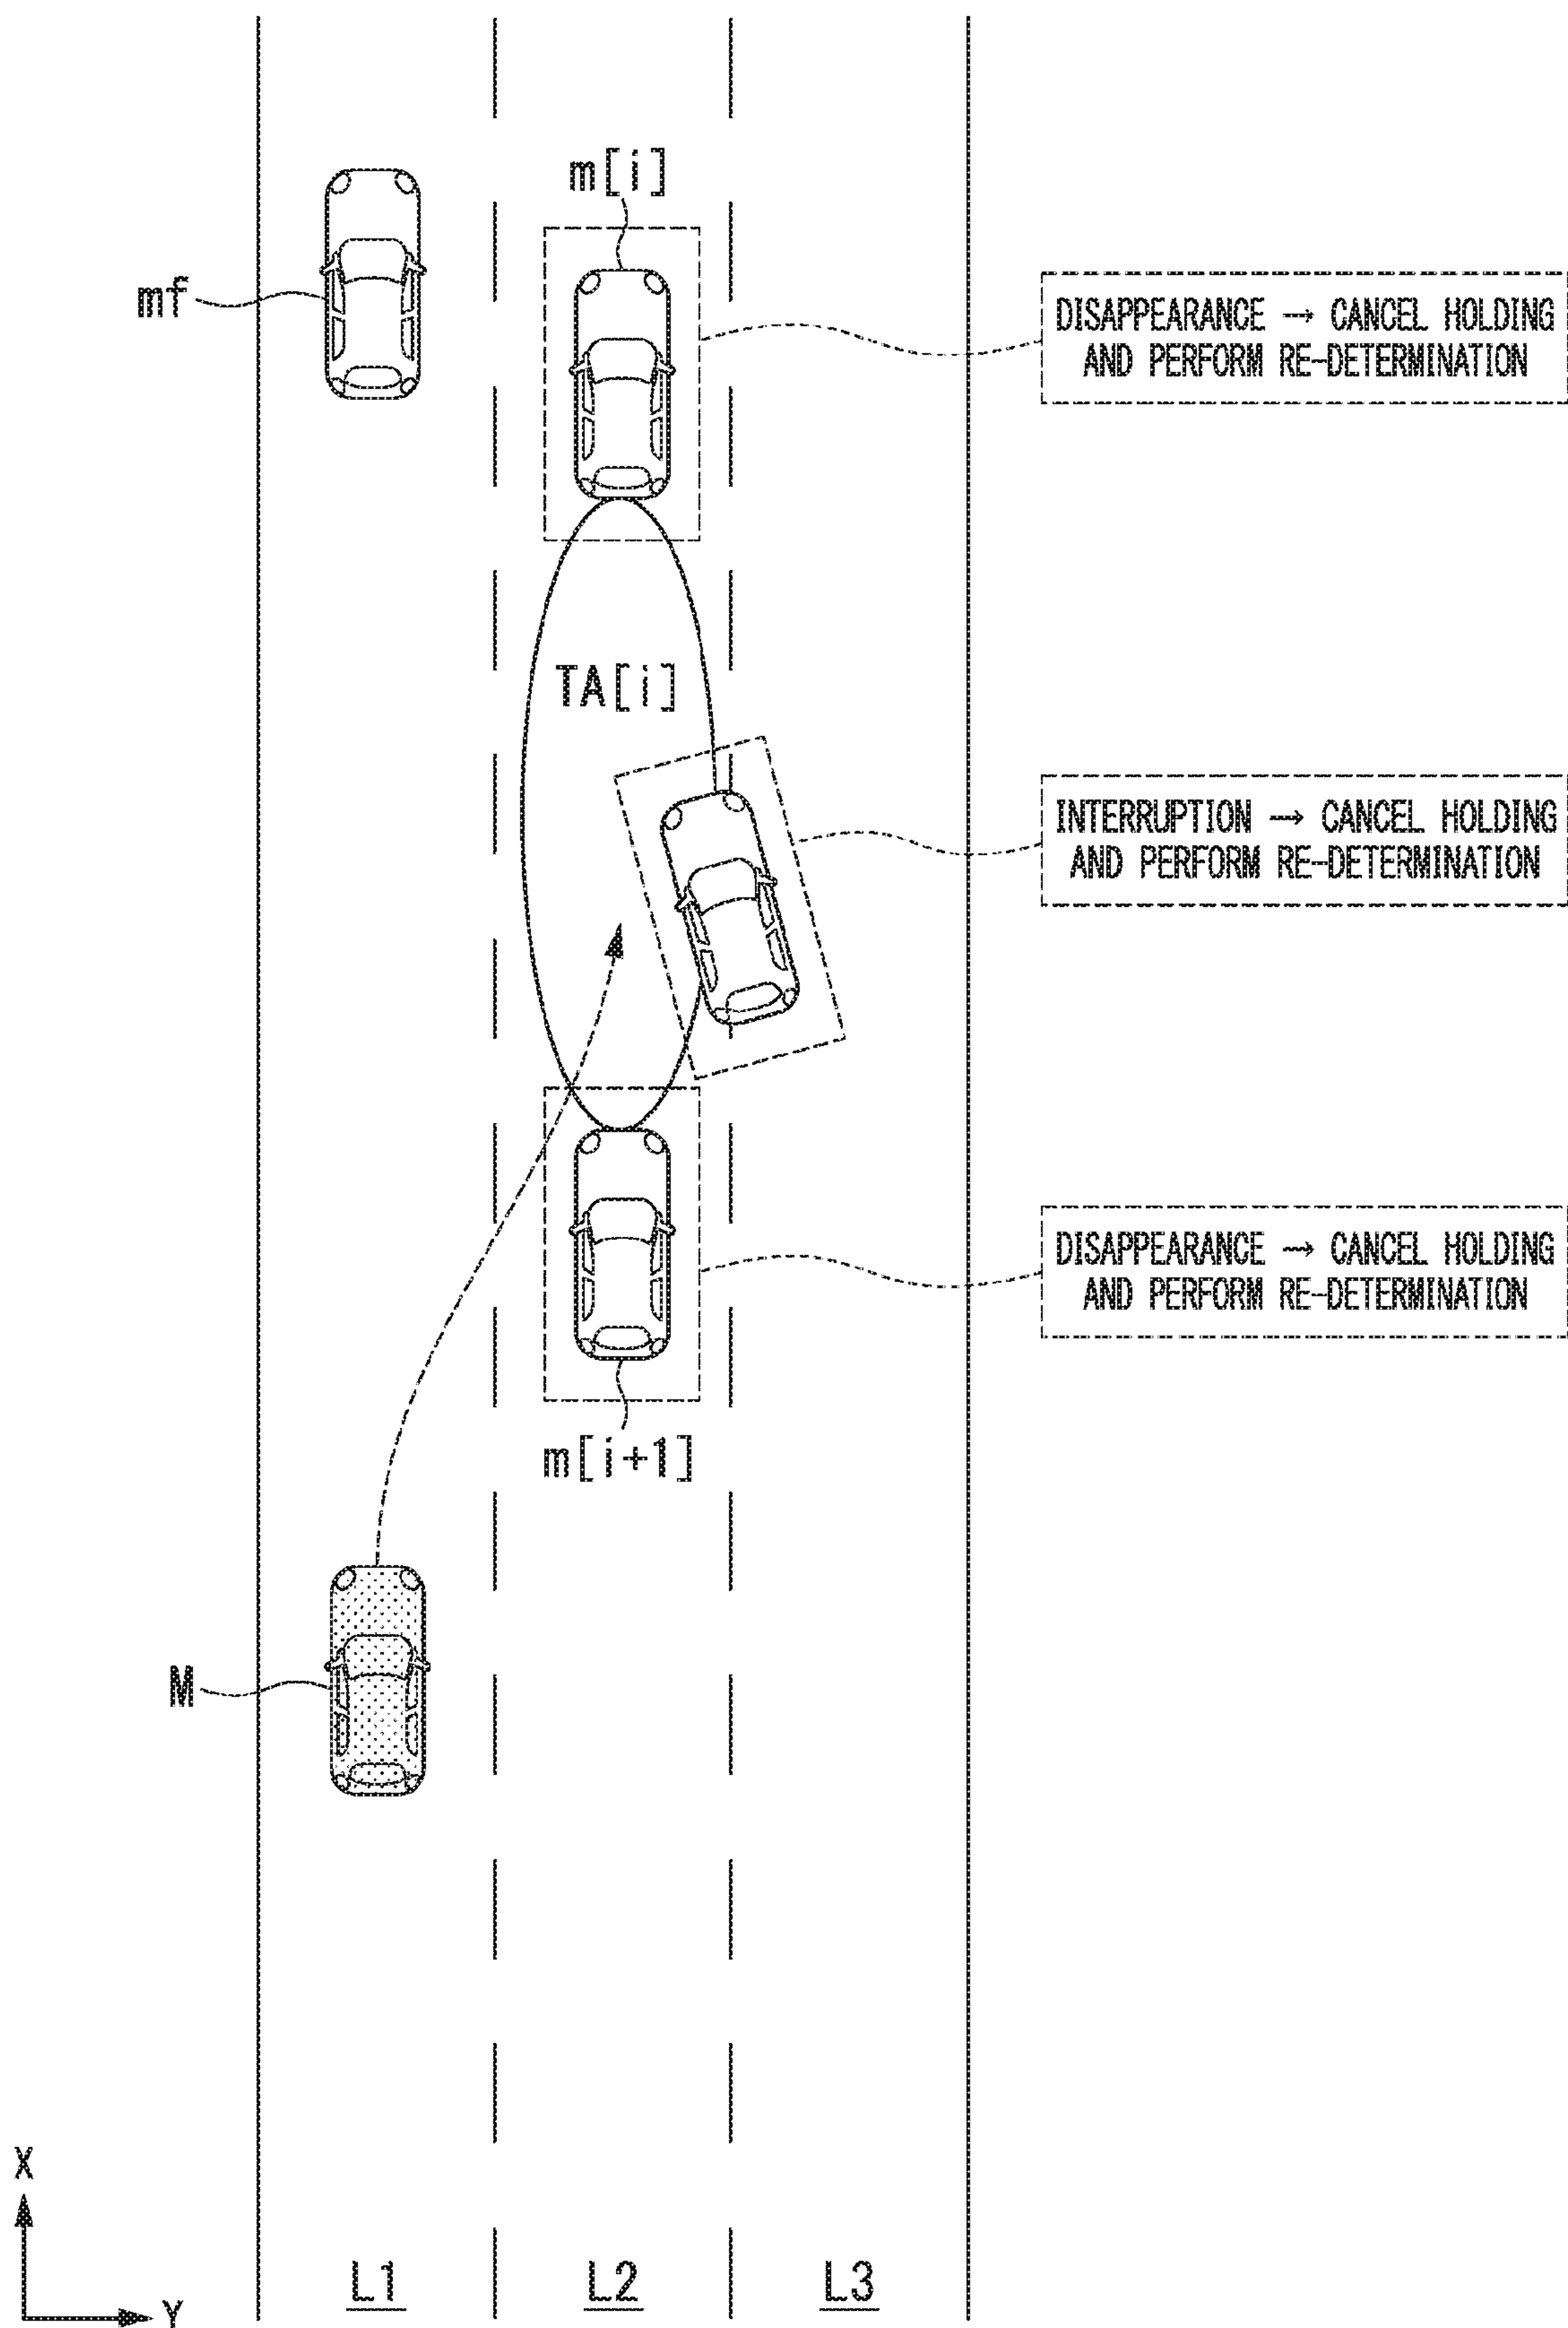 m[i]
mf
DISAPPEARANCE → CANCEL HOLDING
AND PERFORM RE-DETERMINATION
TA[i]
INTERRUPTION → CANCEL HOLDING
AND PERFORM RE-DETERMINATION
DISAPPEARANCE → CANCEL HOLDING
AND PERFORM RE-DETERMINATION
m[i+1]
M
X
Y
L1
L2
L3